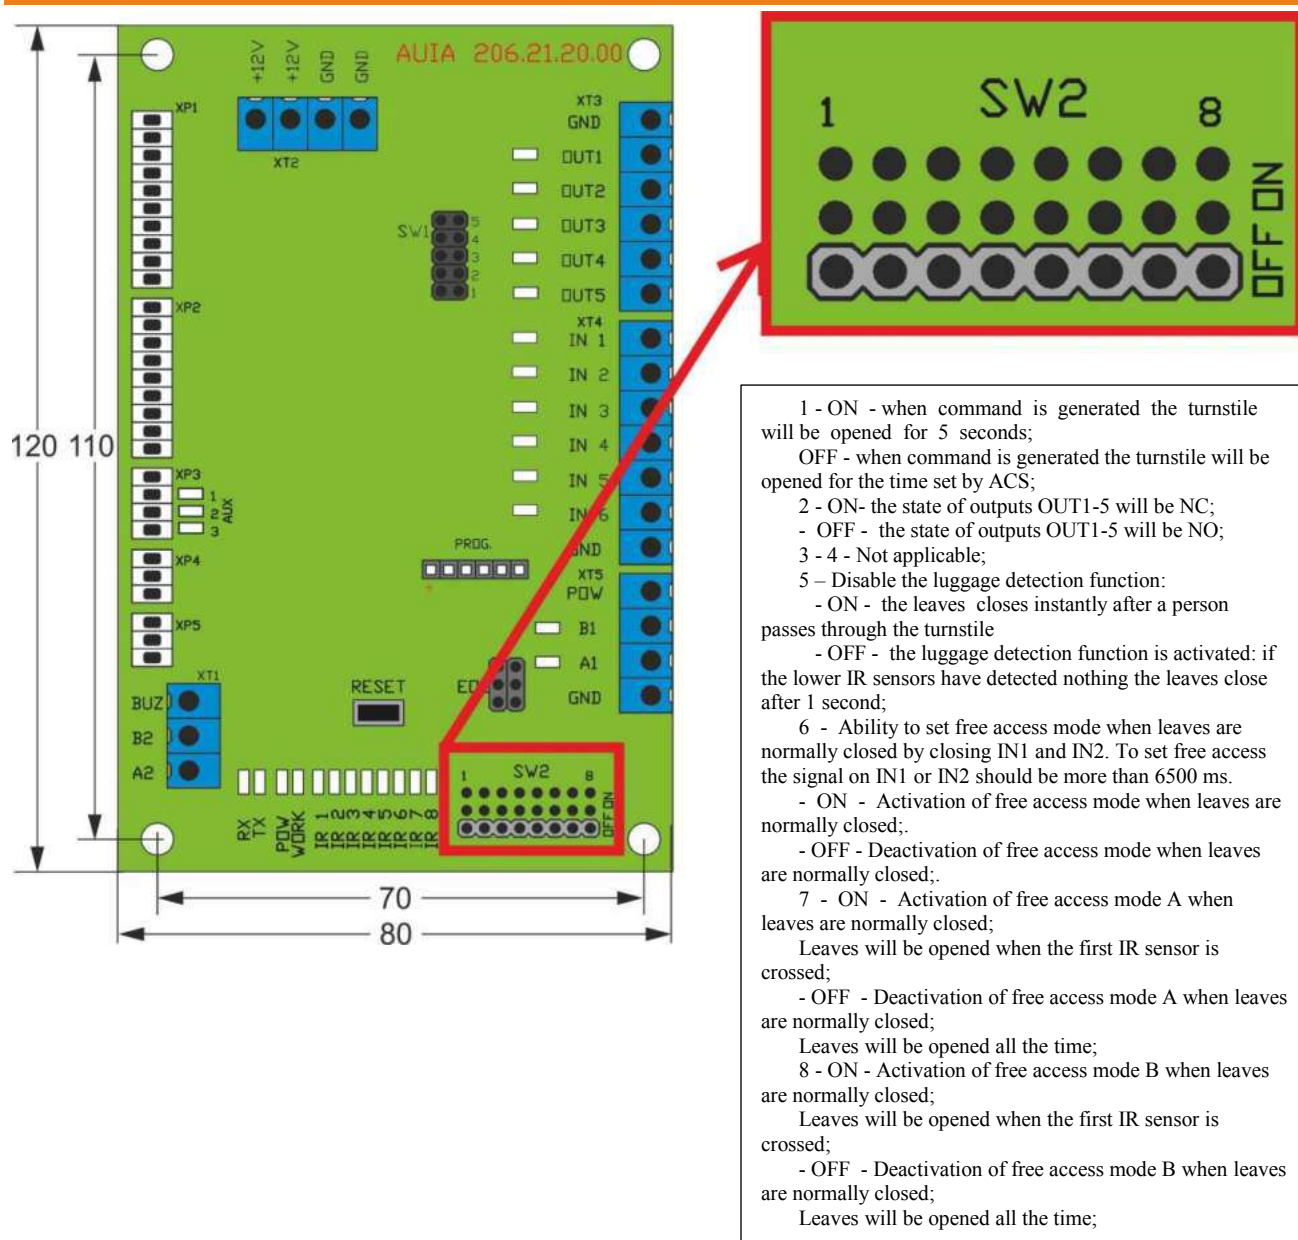 AUIA 206.21.20.00
+12V
+12V
GND
GND
XT2
XP1
XP2
XP3
1
2
3
AUX
XP4
XP5
XT1
BUZ
B2
A2
SW1
5
4
3
2
1
XT3
GND
OUT1
OUT2
OUT3
OUT4
OUT5
XT4
IN 1
IN 2
IN 3
IN 4
IN 5
IN 6
GND
XT5
POW
B1
A1
GND
PROG.
+
RESET
RX
TX
POW
WORK
IR 1
IR 2
IR 3
IR 4
IR 5
IR 6
IR 7
IR 8
1 SW2 8
OFF ON
120
110
70
80
1 SW2 8
OFF ON
1 - ON - when command is generated the turnstile
will be opened for 5 seconds;
OFF - when command is generated the turnstile will be
opened for the time set by ACS;
2 - ON- the state of outputs OUT1-5 will be NC;
- OFF - the state of outputs OUT1-5 will be NO;
3 - 4 - Not applicable;
5 – Disable the luggage detection function:
- ON - the leaves closes instantly after a person
passes through the turnstile
- OFF - the luggage detection function is activated: if
the lower IR sensors have detected nothing the leaves close
after 1 second;
6 - Ability to set free access mode when leaves are
normally closed by closing IN1 and IN2. To set free access
the signal on IN1 or IN2 should be more than 6500 ms.
- ON - Activation of free access mode when leaves are
normally closed;.
- OFF - Deactivation of free access mode when leaves
are normally closed;.
7 - ON - Activation of free access mode A when
leaves are normally closed;
Leaves will be opened when the first IR sensor is
crossed;
- OFF - Deactivation of free access mode A when leaves
are normally closed;
Leaves will be opened all the time;
8 - ON - Activation of free access mode B when leaves
are normally closed;
Leaves will be opened when the first IR sensor is
crossed;
- OFF - Deactivation of free access mode B when leaves
are normally closed;
Leaves will be opened all the time;